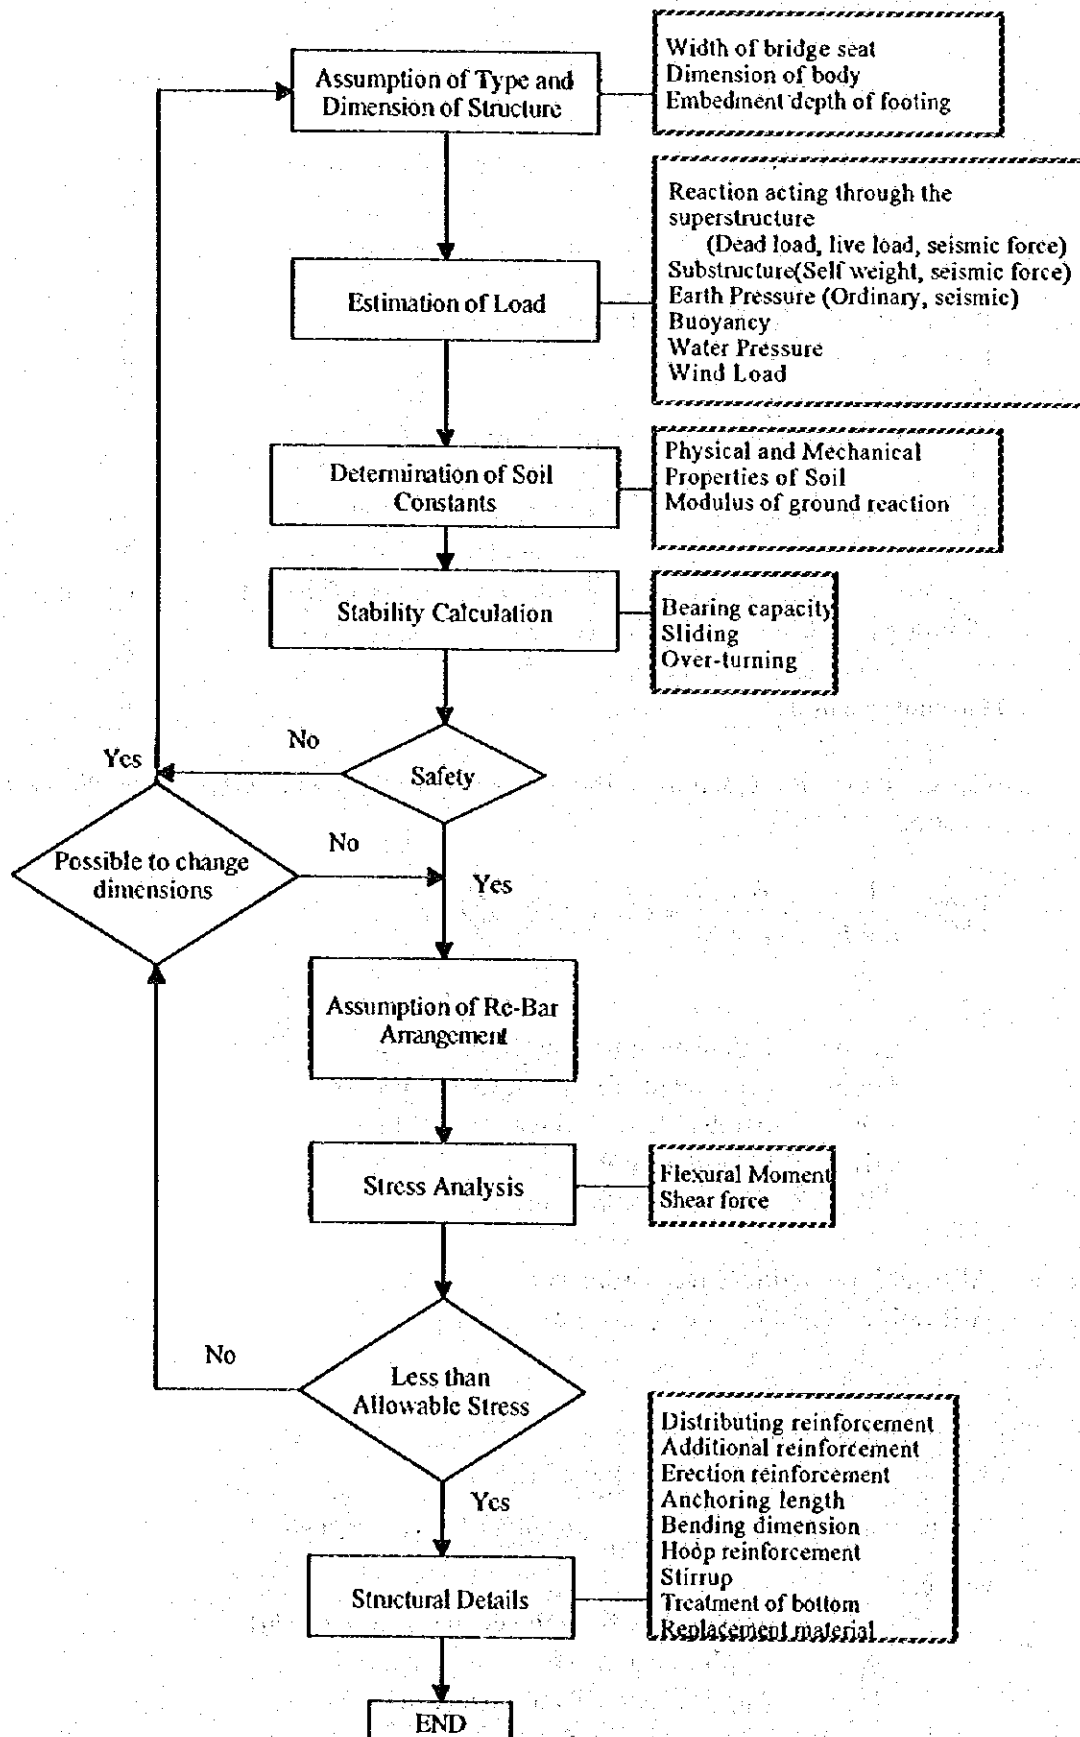 Assumption of Type and
Dimension of Structure
Width of bridge seat
Dimension of body
Embedment depth of footing
Estimation of Load
Reaction acting through the
superstructure
(Dead load, live load, seismic force)
Substructure(Self weight, seismic force)
Earth Pressure (Ordinary, seismic)
Buoyancy
Water Pressure
Wind Load
Determination of Soil
Constants
Physical and Mechanical
Properties of Soil
Modulus of ground reaction
Stability Calculation
Bearing capacity
Sliding
Over-turning
No
Yes
Safety
No
Possible to change
dimensions
Yes
Assumption of Re-Bar
Arrangement
Stress Analysis
Flexural Moment
Shear force
No
Less than
Allowable Stress
Yes
Structural Details
Distributing reinforcement
Additional reinforcement
Erection reinforcement
Anchoring length
Bending dimension
Hoop reinforcement
Stirrup
Treatment of bottom
Replacement material
END